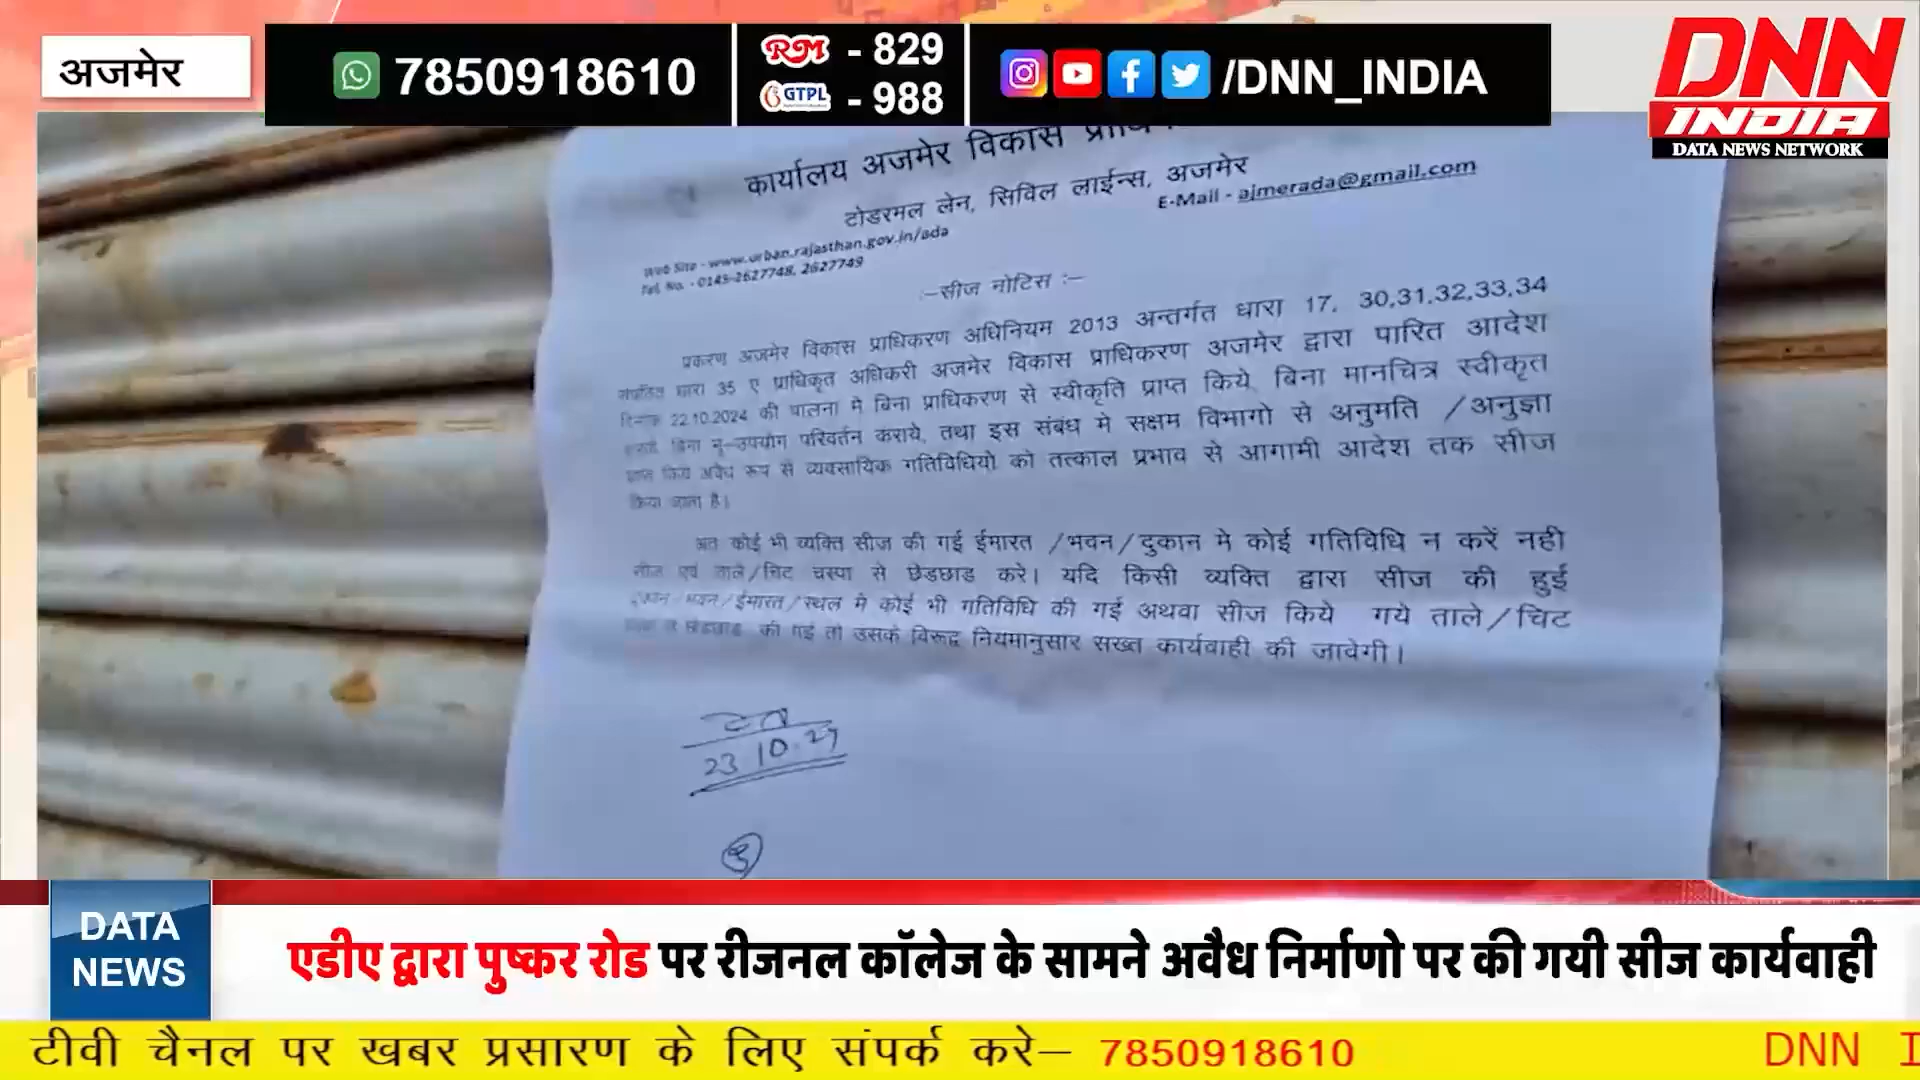 अजमेर
7850918610
RM - 829
GTPL - 988
/DNN_INDIA
DNN
INDIA
DATA NEWS NETWORK
कार्यालय अजमेर विकास
टोडरमल लेन, सिविल लाईन्स, अजमेर
E-Mail - ajmerada@gmail.com
Web Site - www.urban.rajasthan.gov.in/ada
Tel. No. - 0145-2627748, 2627749
:–सीज नोटिस :–
प्रकरण अजमेर विकास प्राधिकरण अधिनियम 2013 अन्तर्गत धारा 17, 30,31,32,33,34
सपठित धारा 35 ए प्राधिकृत अधिकरी अजमेर विकास प्राधिकरण अजमेर द्वारा पारित आदेश
दिनांक 22.10.2024 की पालना मे बिना प्राधिकरण से स्वीकृति प्राप्त किये, बिना मानचित्र स्वीकृत
बिना भू–उपयोग परिवर्तन कराये, तथा इस संबंध मे सक्षम विभागो से अनुमति /अनुज्ञा
प्राप्त किये अवैध रूप से व्यवसायिक गतिविधियो को तत्काल प्रभाव से आगामी आदेश तक सीज
किया जाता है।
अत कोई भी व्यक्ति सीज की गई ईमारत /भवन/दुकान मे कोई गतिविधि न करें नही
सीज एवं ताले/चिट चस्पा से छेडछाड करे। यदि किसी व्यक्ति द्वारा सीज की हुई
दुकान/भवन/ईमारत/स्थल मे कोई भी गतिविधि की गई अथवा सीज किये गये ताले/चिट
से छेडछाड की गई तो उसके विरूद्व नियमानुसार सख्त कार्यवाही की जावेगी।
23.10.24
DATA
NEWS
एडीए द्वारा पुष्कर रोड पर रीजनल कॉलेज के सामने अवैध निर्माणो पर की गयी सीज कार्यवाही
टीवी चैनल पर खबर प्रसारण के लिए संपर्क करे– 7850918610
DNN